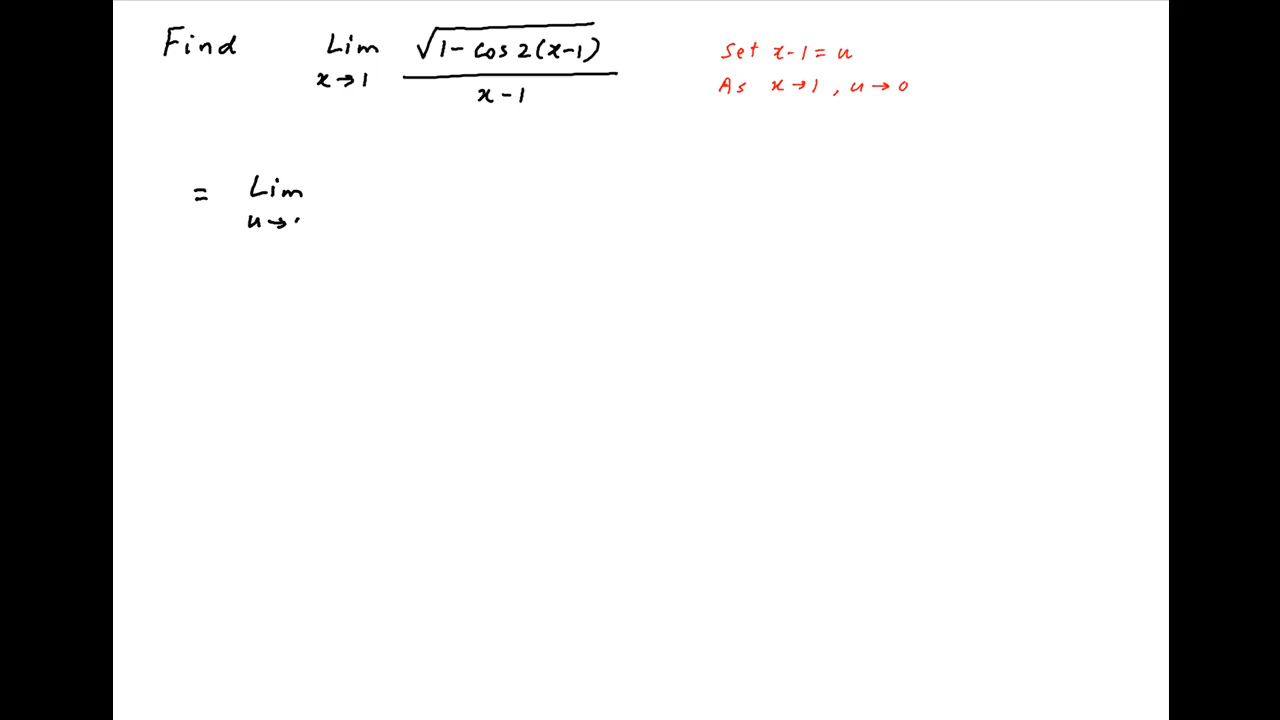 Find Lim x→1 √(1 - cos 2(x-1)) / (x - 1)
Set x-1 = u
As x→1 , u→0
= Lim u→